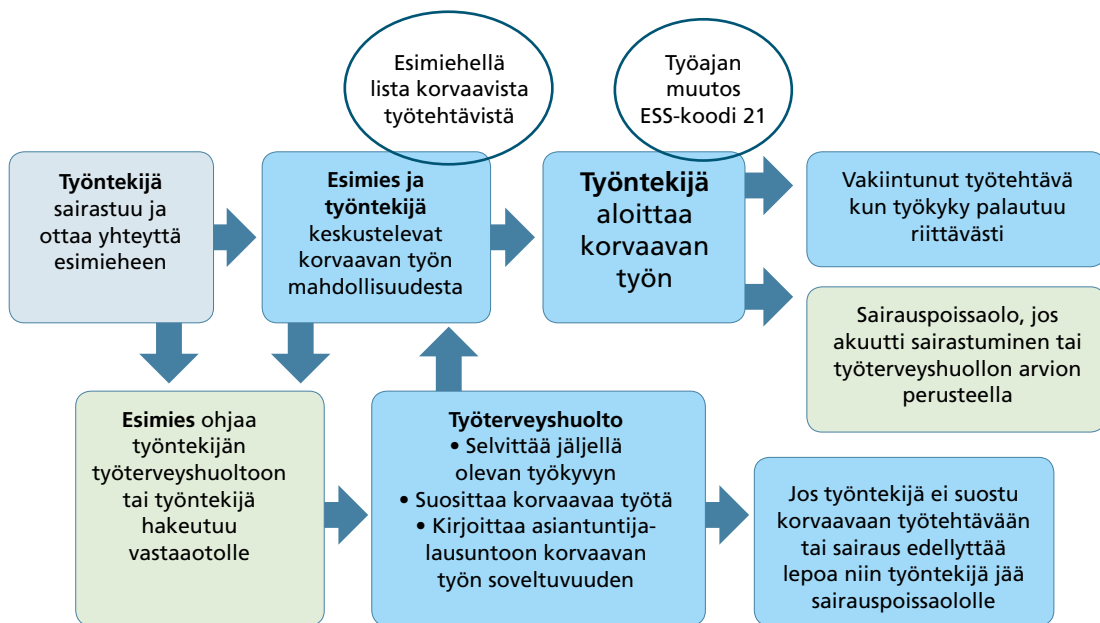 Esimiehellä
lista korvaavista
työtehtävistä
Työajan
muutos
ESS-koodi 21
Työntekijä
sairastuu ja
ottaa yhteyttä
esimieheen
Esimies ja
työntekijä
keskustelevat
korvaavan työn
mahdollisuudesta
Työntekijä
aloittaa
korvaavan
työn
Vakiintunut työtehtävä
kun työkyky palautuu
riittävästi
Sairauspoissaolo, jos
akuutti sairastuminen tai
työterveyshuollon arvion
perusteella
Esimies ohjaa
työntekijän
työterveyshuoltoon
tai työntekijä
hakeutuu
vastaaotolle
Työterveyshuolto
• Selvittää jäljellä
olevan työkyvyn
• Suosittaa korvaavaa työtä
• Kirjoittaa asiantuntija-
lausuntoon korvaavan
työn soveltuvuuden
Jos työntekijä ei suostu
korvaavaan työtehtävään
tai sairaus edellyttää
lepoa niin työntekijä jää
sairauspoissaololle